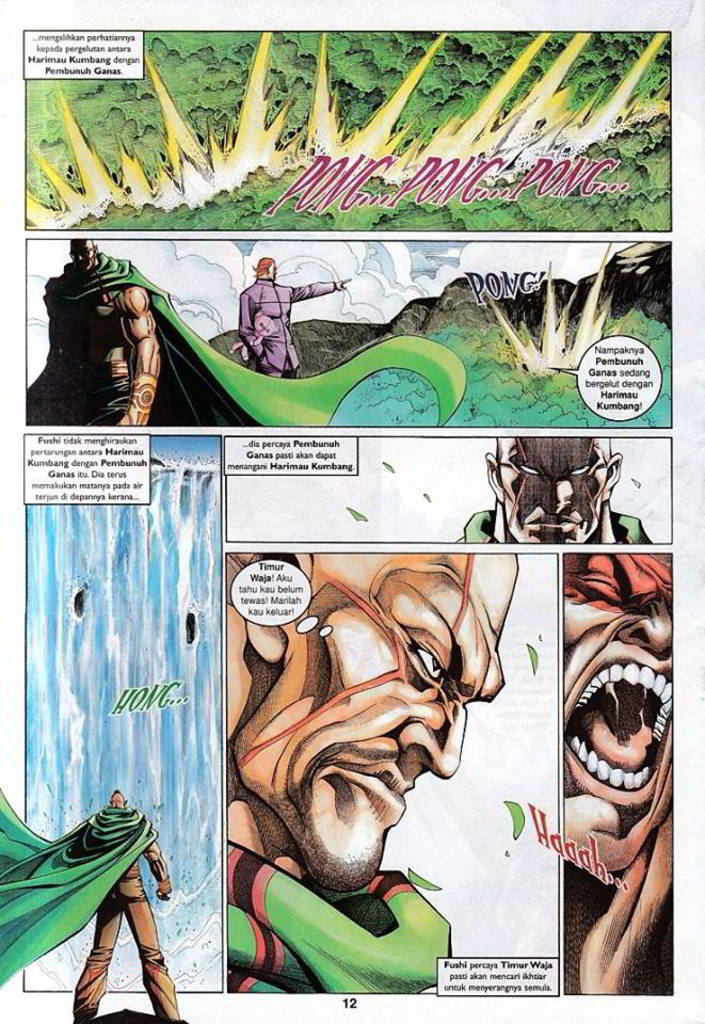 ...mengalihkan perhatiannya
kepada pergelutan antara
Harimau Kumbang dengan
Pembunuh Ganas.
PONG...PONG...PONG...
PONG!
Nampaknya
Pembunuh
Ganas sedang
bergelut dengan
Harimau
Kumbang!
Fushi tidak menghiraukan
pertarungan antara Harimau
Kumbang dengan Pembunuh
Ganas itu. Dia terus
memakukan matanya pada air
terjun di depannya kerana...
HONG...
...dia percaya Pembunuh
Ganas pasti akan dapat
menangani Harimau Kumbang.
Timur
Waja! Aku
tahu kau belum
tewas! Marilah
kau keluar!
Haaah...
Fushi percaya Timur Waja
pasti akan mencari ikhtiar
untuk menyerangnya semula.
12